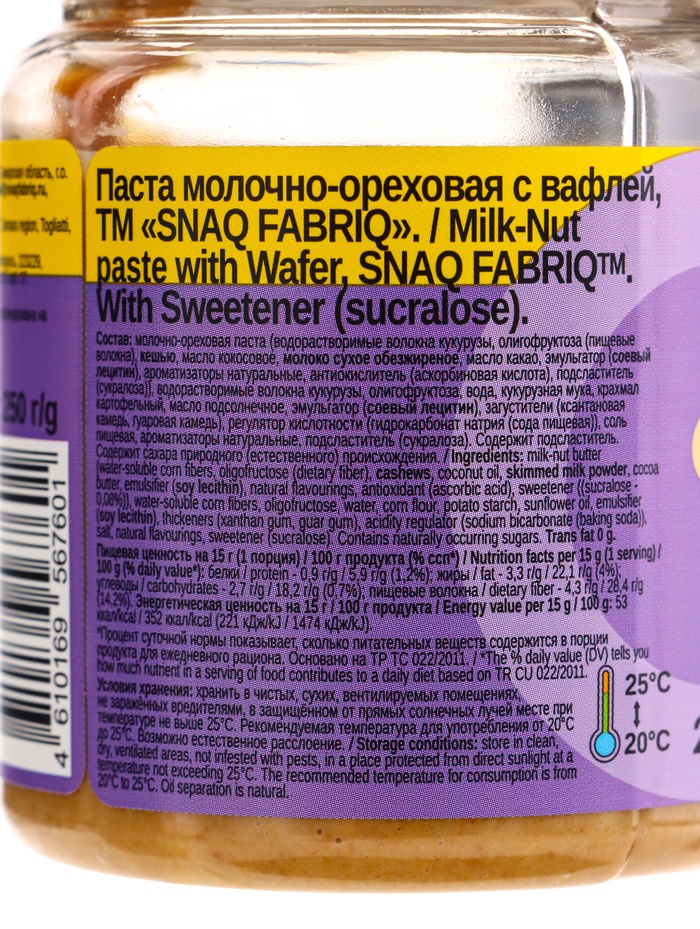 Самарская область, г.о.
Samara region, Togliatti,
250 г/g
4 610169 567601
Паста молочно-ореховая с вафлей,
ТМ «SNAQ FABRIQ». / Milk-Nut
paste with Wafer, SNAQ FABRIQ™.
With Sweetener (sucralose).
Состав: молочно-ореховая паста (водорастворимые волокна кукурузы, олигофруктоза (пищевые
волокна), кешью, масло кокосовое, молоко сухое обезжиренное, масло какао, эмульгатор (соевый
лецитин), ароматизаторы натуральные, антиокислитель (аскорбиновая кислота), подсластитель
(сукралоза)), водорастворимые волокна кукурузы, олигофруктоза, вода, кукурузная мука, крахмал
картофельный, масло подсолнечное, эмульгатор (соевый лецитин), загустители (ксантановая
камедь, гуаровая камедь), регулятор кислотности (гидрокарбонат натрия (сода пищевая)), соль
пищевая, ароматизаторы натуральные, подсластитель (сукралоза). Содержит подсластитель.
Содержит сахара природного (естественного) происхождения. / Ingredients: milk-nut butter
(water-soluble corn fibers, oligofructose (dietary fiber), cashews, coconut oil, skimmed milk powder, cocoa
butter, emulsifier (soy lecithin), natural flavourings, antioxidant (ascorbic acid), sweetener ((sucralose -
0,08%)), water-soluble corn fibers, oligofructose, water, corn flour, potato starch, sunflower oil, emulsifier
(soy lecithin), thickeners (xanthan gum, guar gum), acidity regulator (sodium bicarbonate (baking soda)),
salt, natural flavourings, sweetener (sucralose). Contains naturally occurring sugars. Trans fat 0 g.
Пищевая ценность на 15 г (1 порция) / 100 г продукта (% ссп*) / Nutrition facts per 15 g (1 serving) /
100 g (% daily value*): белки / protein - 0,9 г/g / 5,9 г/g (1,2%); жиры / fat - 3,3 г/g / 22,1 г/g (4%);
углеводы / carbohydrates - 2,7 г/g / 18,2 г/g (0,7%); пищевые волокна / dietary fiber - 4,3 г/g / 28,4 г/g
(14,2%). Энергетическая ценность на 15 г / 100 г продукта / Energy value per 15 g / 100 g: 53
ккал/kcal / 352 ккал/kcal (221 кДж/kJ / 1474 кДж/kJ).
*Процент суточной нормы показывает, сколько питательных веществ содержится в порции
продукта для ежедневного рациона. Основано на ТР ТС 022/2011. / *The % daily value (DV) tells you
how much nutrient in a serving of food contributes to a daily diet based on TR CU 022/2011.
Условия хранения: хранить в чистых, сухих, вентилируемых помещениях,
не заражённых вредителями, в защищённом от прямых солнечных лучей месте при
температуре не выше 25°С. Рекомендуемая температура для употребления от 20°С
до 25°С. Возможно естественное расслоение. / Storage conditions: store in clean,
dry, ventilated areas, not infested with pests, in a place protected from direct sunlight at a
temperature not exceeding 25°C. The recommended temperature for consumption is from
20°C to 25°C. Oil separation is natural.
25°C
20°C